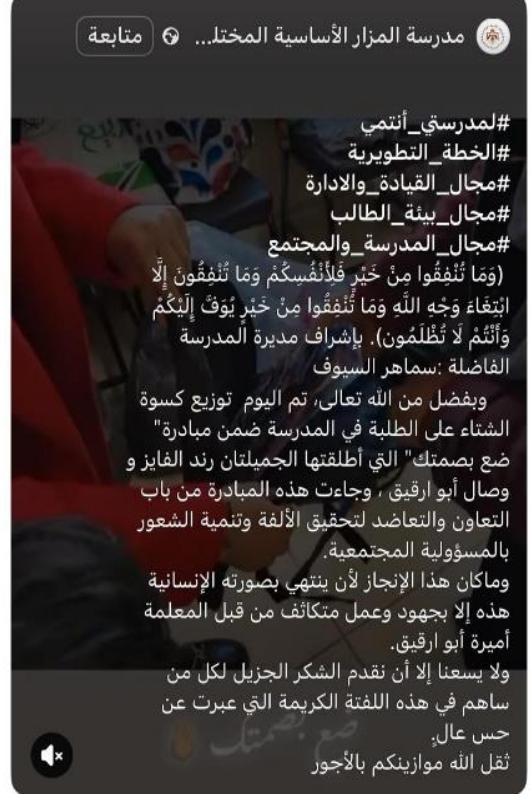 مدرسة المزار الأساسية المختلـ...
متابعة
#لمدرستي_أنتمي
#الخطة_التطويرية
#مجال_القيادة_والادارة
#مجال_بيئة_الطالب
#مجال_المدرسة_والمجتمع
(وَمَا تُنْفِقُوا مِنْ خَيْرٍ فَلِأَنْفُسِكُمْ وَمَا تُنْفِقُونَ إِلَّا
ابْتِغَاءَ وَجْهِ اللَّهِ وَمَا تُنْفِقُوا مِنْ خَيْرٍ يُوَفَّ إِلَيْكُمْ
وَأَنْتُمْ لَا تُظْلَمُون). بإشراف مديرة المدرسة
الفاضلة :سماهر السيوف
وبفضل من الله تعالى، تم اليوم توزيع كسوة
الشتاء على الطلبة في المدرسة ضمن مبادرة"
ضع بصمتك" التي أطلقتها الجميلتان رند الفايز و
وصال أبو ارقيق ، وجاءت هذه المبادرة من باب
التعاون والتعاضد لتحقيق الألفة وتنمية الشعور
بالمسؤولية المجتمعية.
وماكان هذا الإنجاز لأن ينتهي بصورته الإنسانية
هذه إلا بجهود وعمل متكاثف من قبل المعلمة
أميرة أبو ارقيق.
ولا يسعنا إلا أن نقدم الشكر الجزيل لكل من
ساهم في هذه اللفتة الكريمة التي عبرت عن
حس عالٍ
ثقل الله موازينكم بالأجور
ضع بصمتك